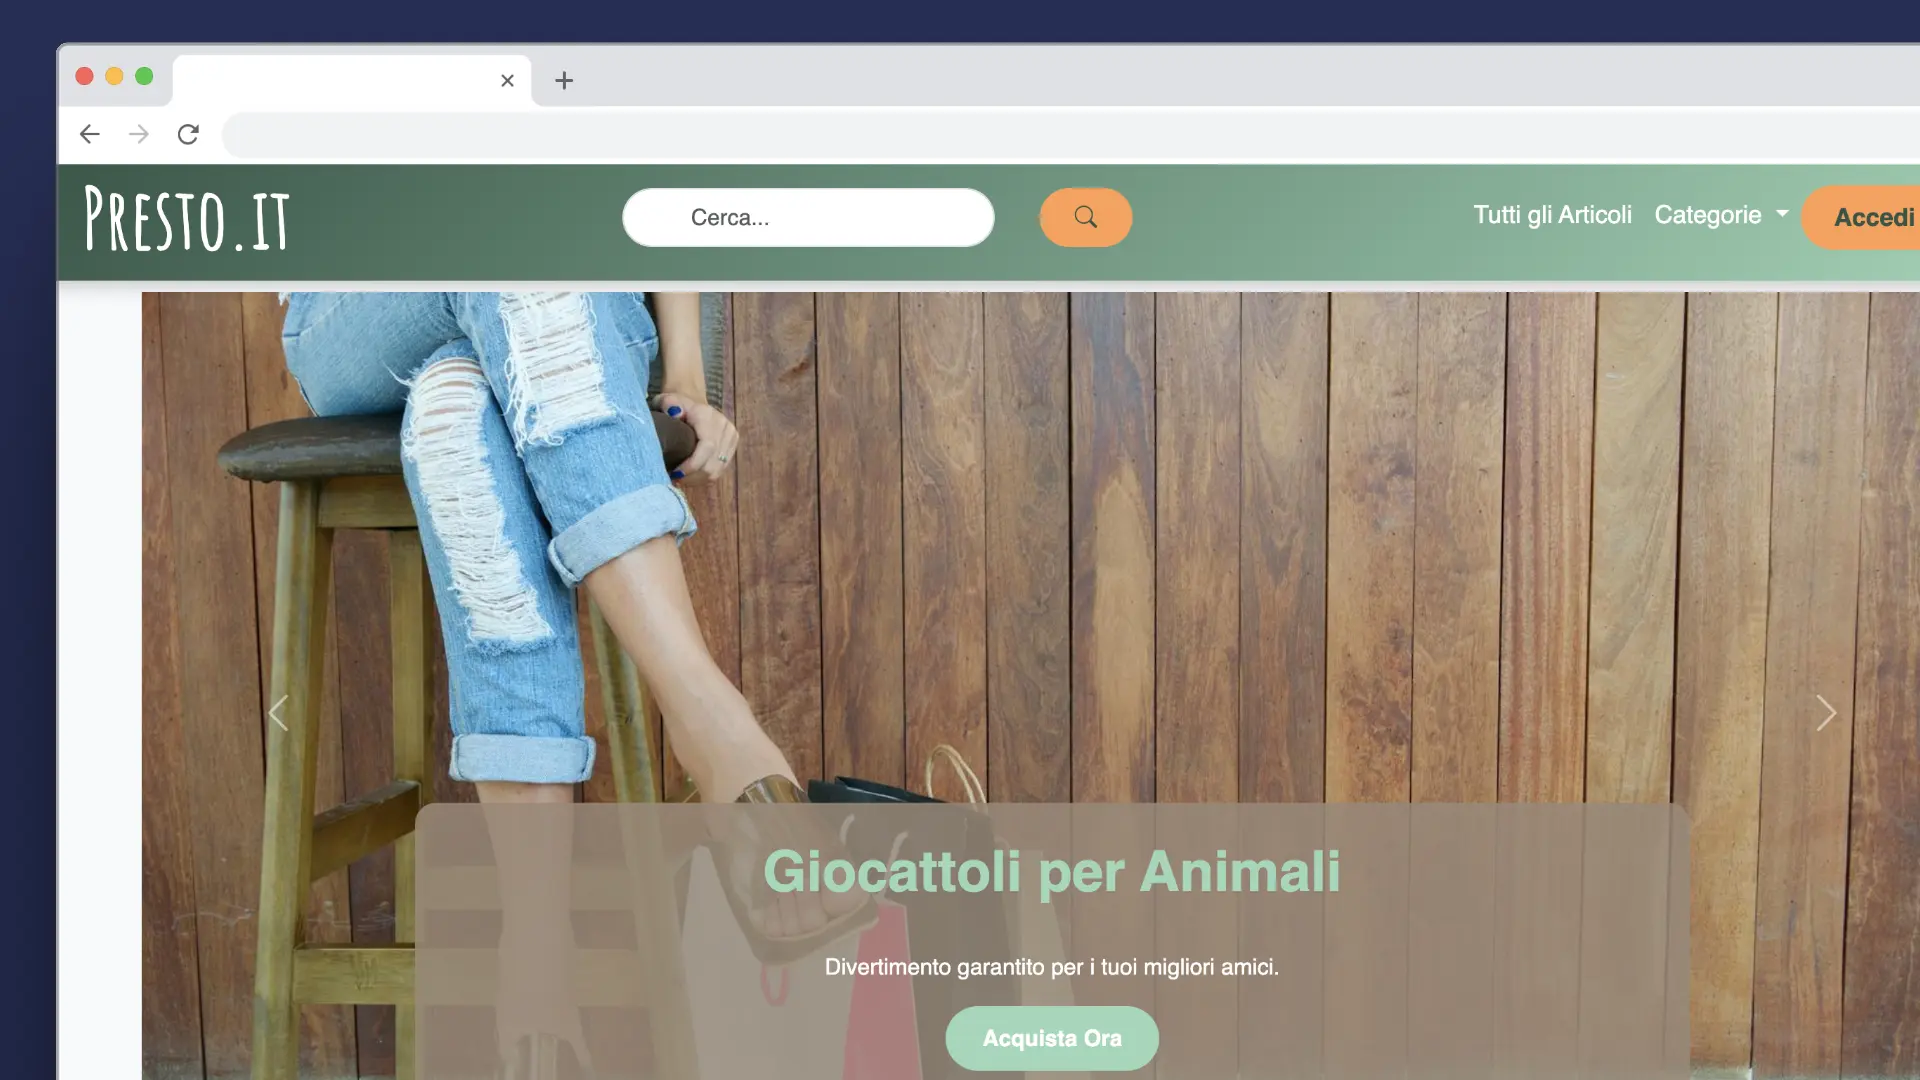 Presto.it
Cerca...
Tutti gli Articoli
Categorie
Accedi
Giocattoli per Animali
Divertimento garantito per i tuoi migliori amici.
Acquista Ora